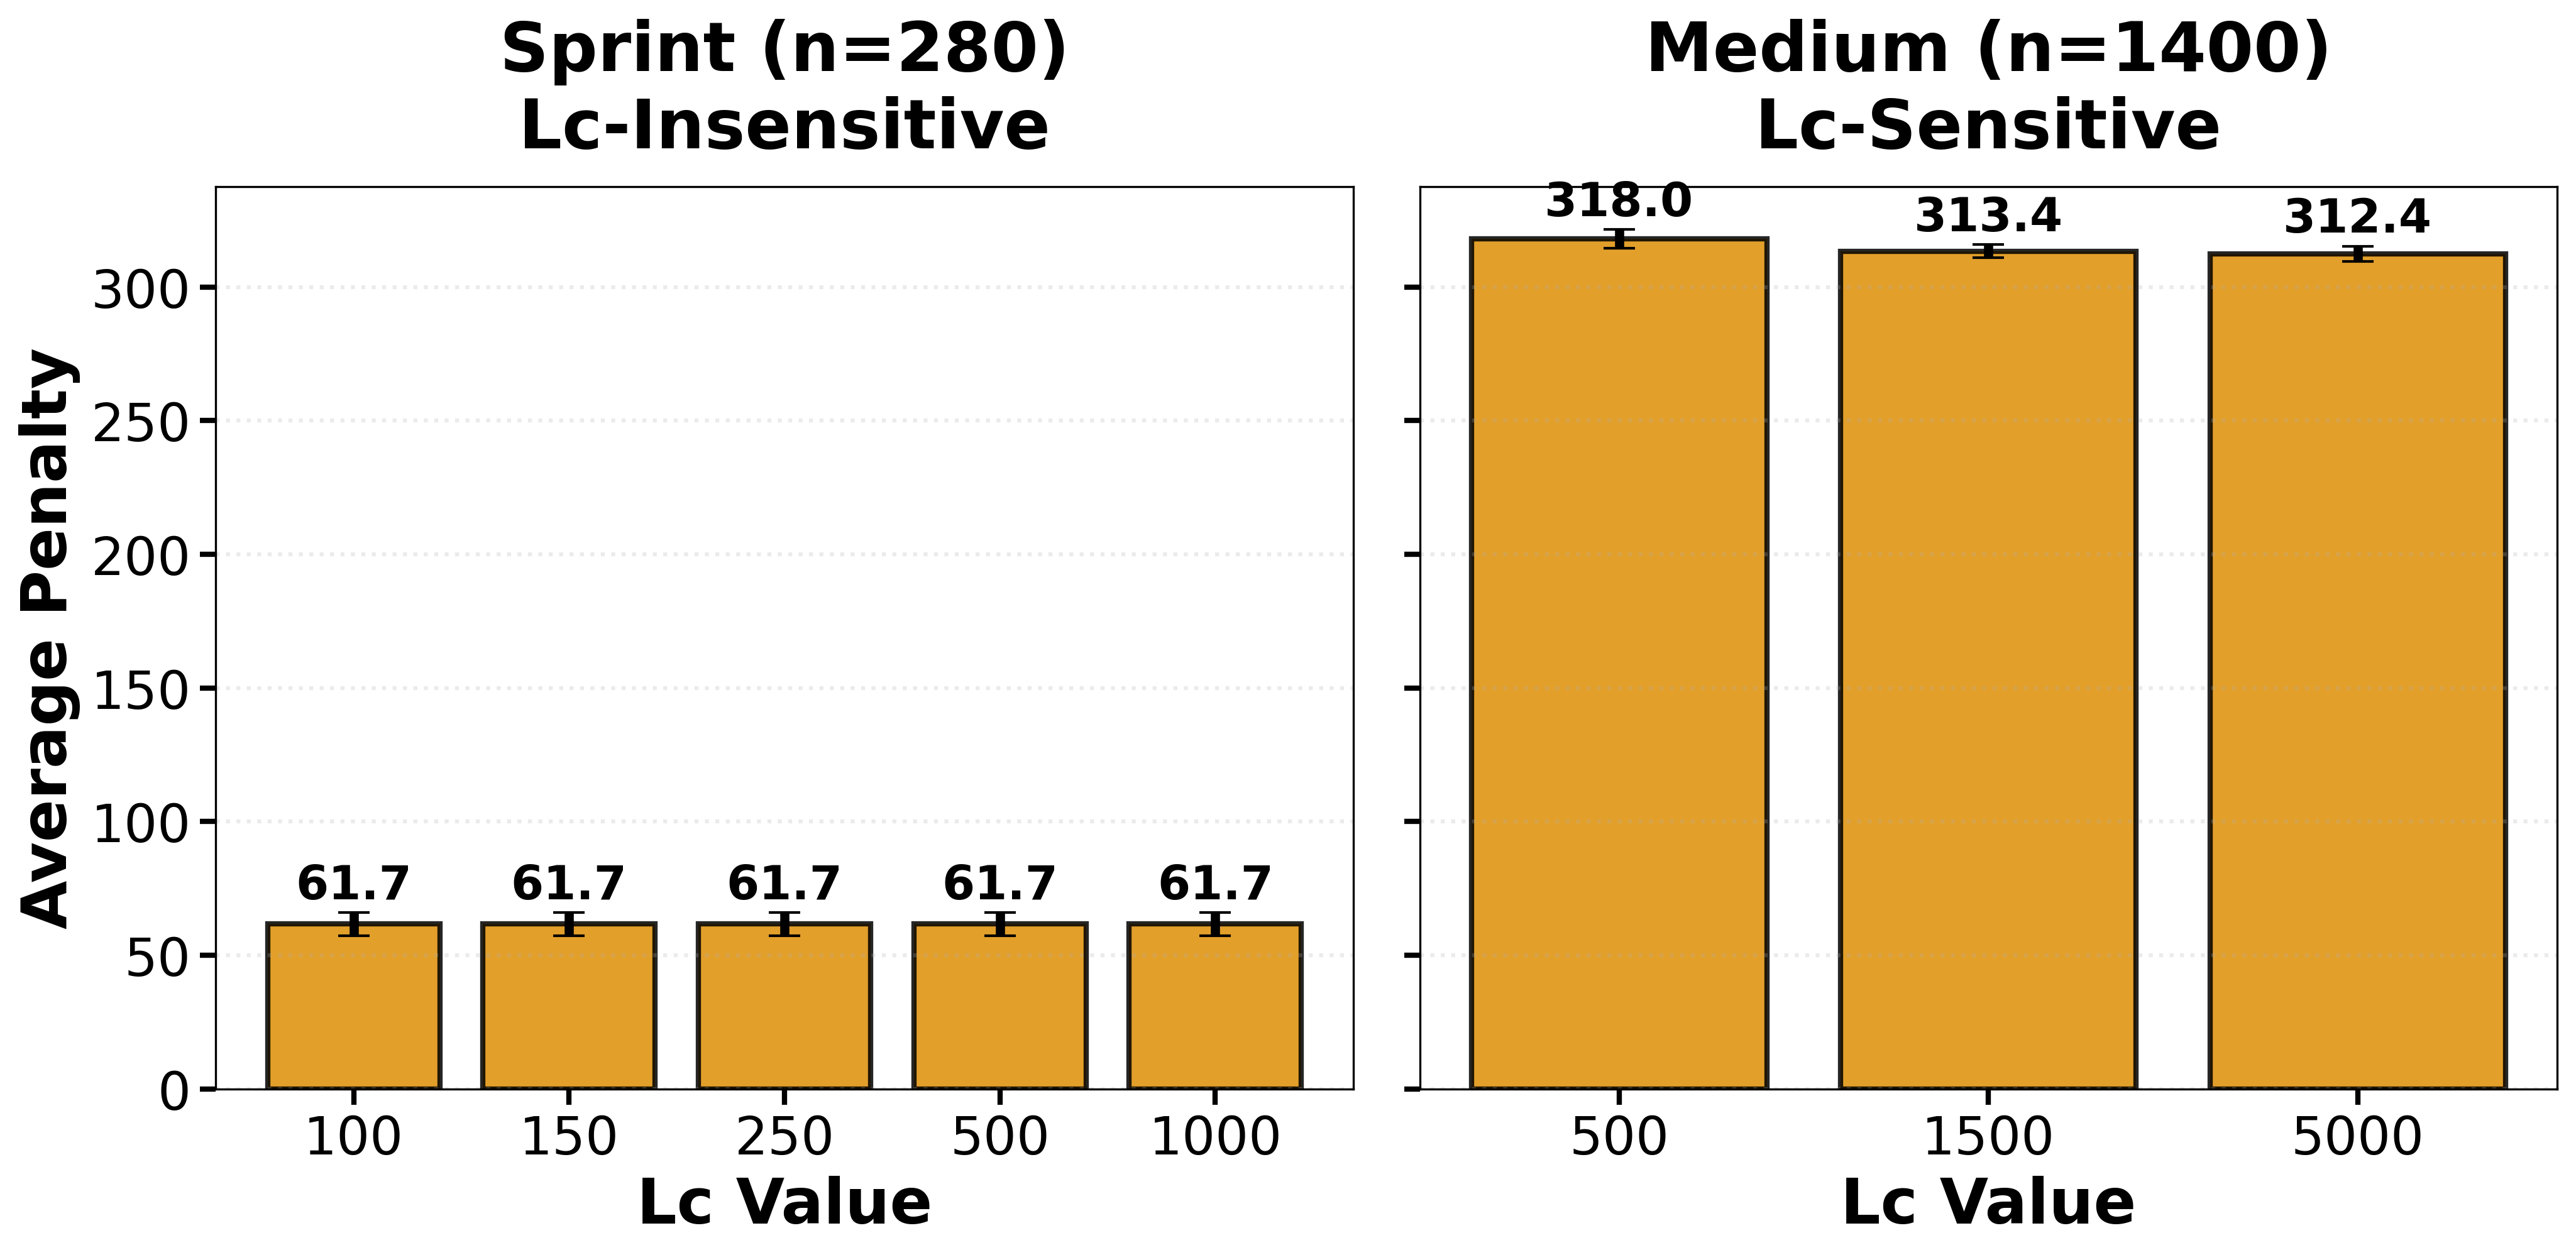 Sprint (n=280)
Lc-Insensitive
Average Penalty
300
250
200
150
100
50
0
61.7 61.7 61.7 61.7 61.7
100 150 250 500 1000
Lc Value
Medium (n=1400)
Lc-Sensitive
318.0 313.4 312.4
500 1500 5000
Lc Value